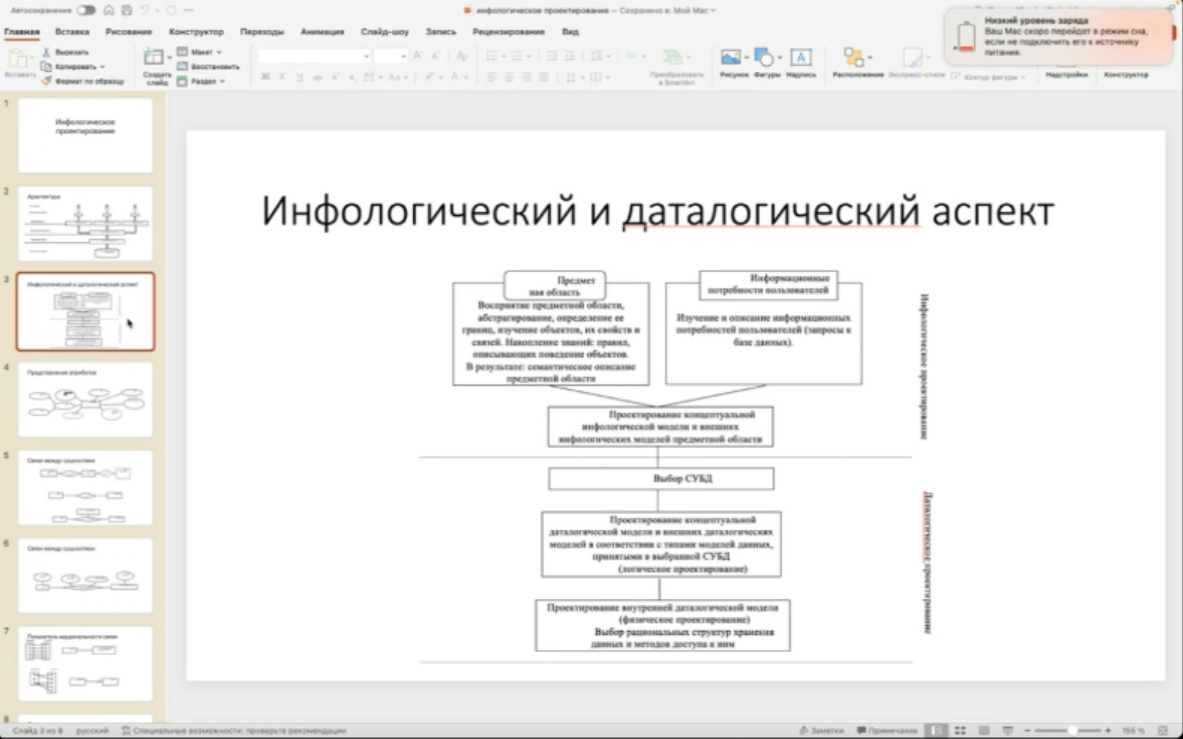 Автосохранение
инфологическое проектирование — Сохранено в: Мой Mac
Низкий уровень заряда
Ваш Mac скоро перейдет в режим сна,
если не подключить его к источнику
питания.
Главная Вставка Рисование Конструктор Переходы Анимация Слайд-шоу Запись Рецензирование Вид
Вставить
Вырезать
Копировать
Формат по образцу
Создать
слайд
Макет
Восстановить
Раздел
Преобразовать
в SmartArt
Рисунок
Фигуры
Надпись
Расположение
Экспресс-стили
Контур фигуры
Надстройки
Конструктор
1
Инфологическое
проектирование
2
Архитектура
3
Инфологический и даталогический аспект
4
Представление атрибутов
5
Связи между сущностями
6
Связи между сущностями
7
Показатель кардинальности связи
8
Инфологический и даталогический аспект
Предмет
ная область
Восприятие предметной области,
абстрагирование, определение ее
границ, изучение объектов, их свойств и
связей. Накопление знаний: правил,
описывающих поведение объектов.
В результате: семантическое описание
предметной области
Информационные
потребности пользователей
Изучение и описание информационных
потребностей пользователей (запросы к
базе данных).
Проектирование концептуальной
инфологической модели и внешних
инфологических моделей предметной области
Инфологическое проектирование
Выбор СУБД
Проектирование концептуальной
даталогической модели и внешних даталогических
моделей в соответствии с типами моделей данных,
принятыми в выбранной СУБД
(логическое проектирование)
Проектирование внутренней даталогической модели
(физическое проектирование)
Выбор рациональных структур хранения
данных и методов доступа к ним
Даталогическое проектирование
Слайд 3 из 8 русский Специальные возможности: проверьте рекомендации
Заметки Примечания 155 %